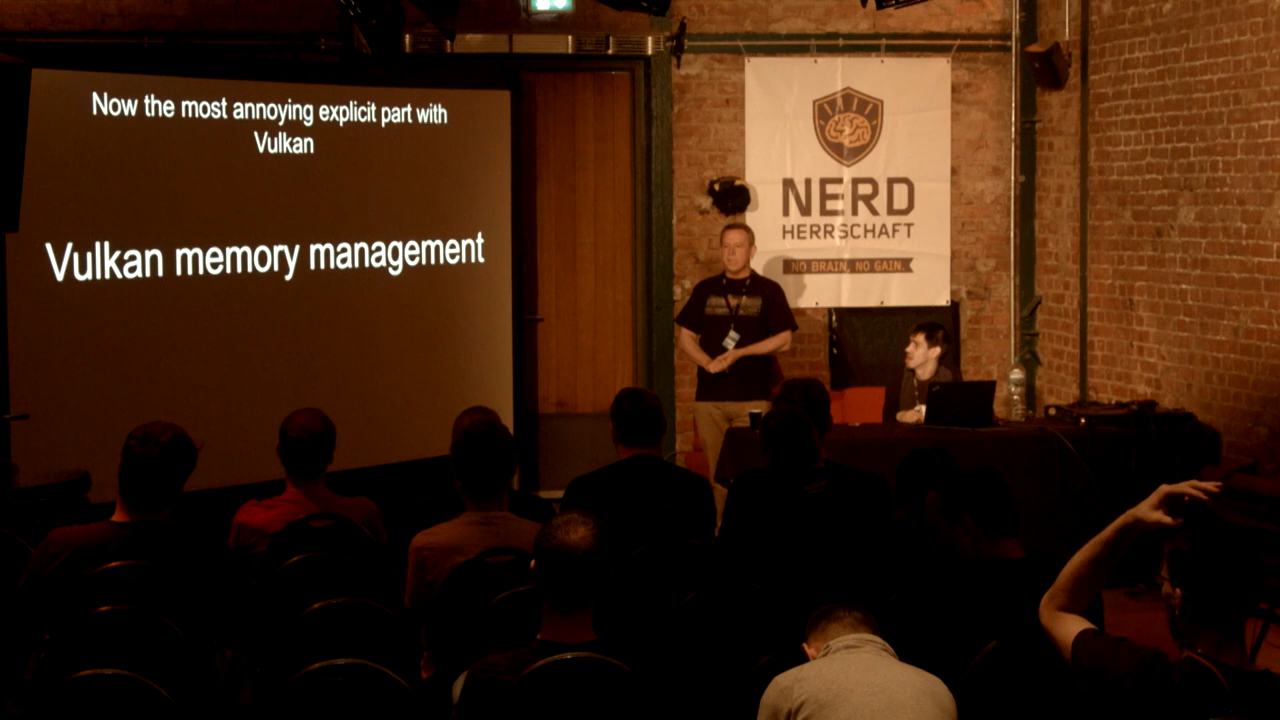 Now the most annoying explicit part with
Vulkan
Vulkan memory management
NERD
HERRSCHAFT
NO BRAIN, NO GAIN.